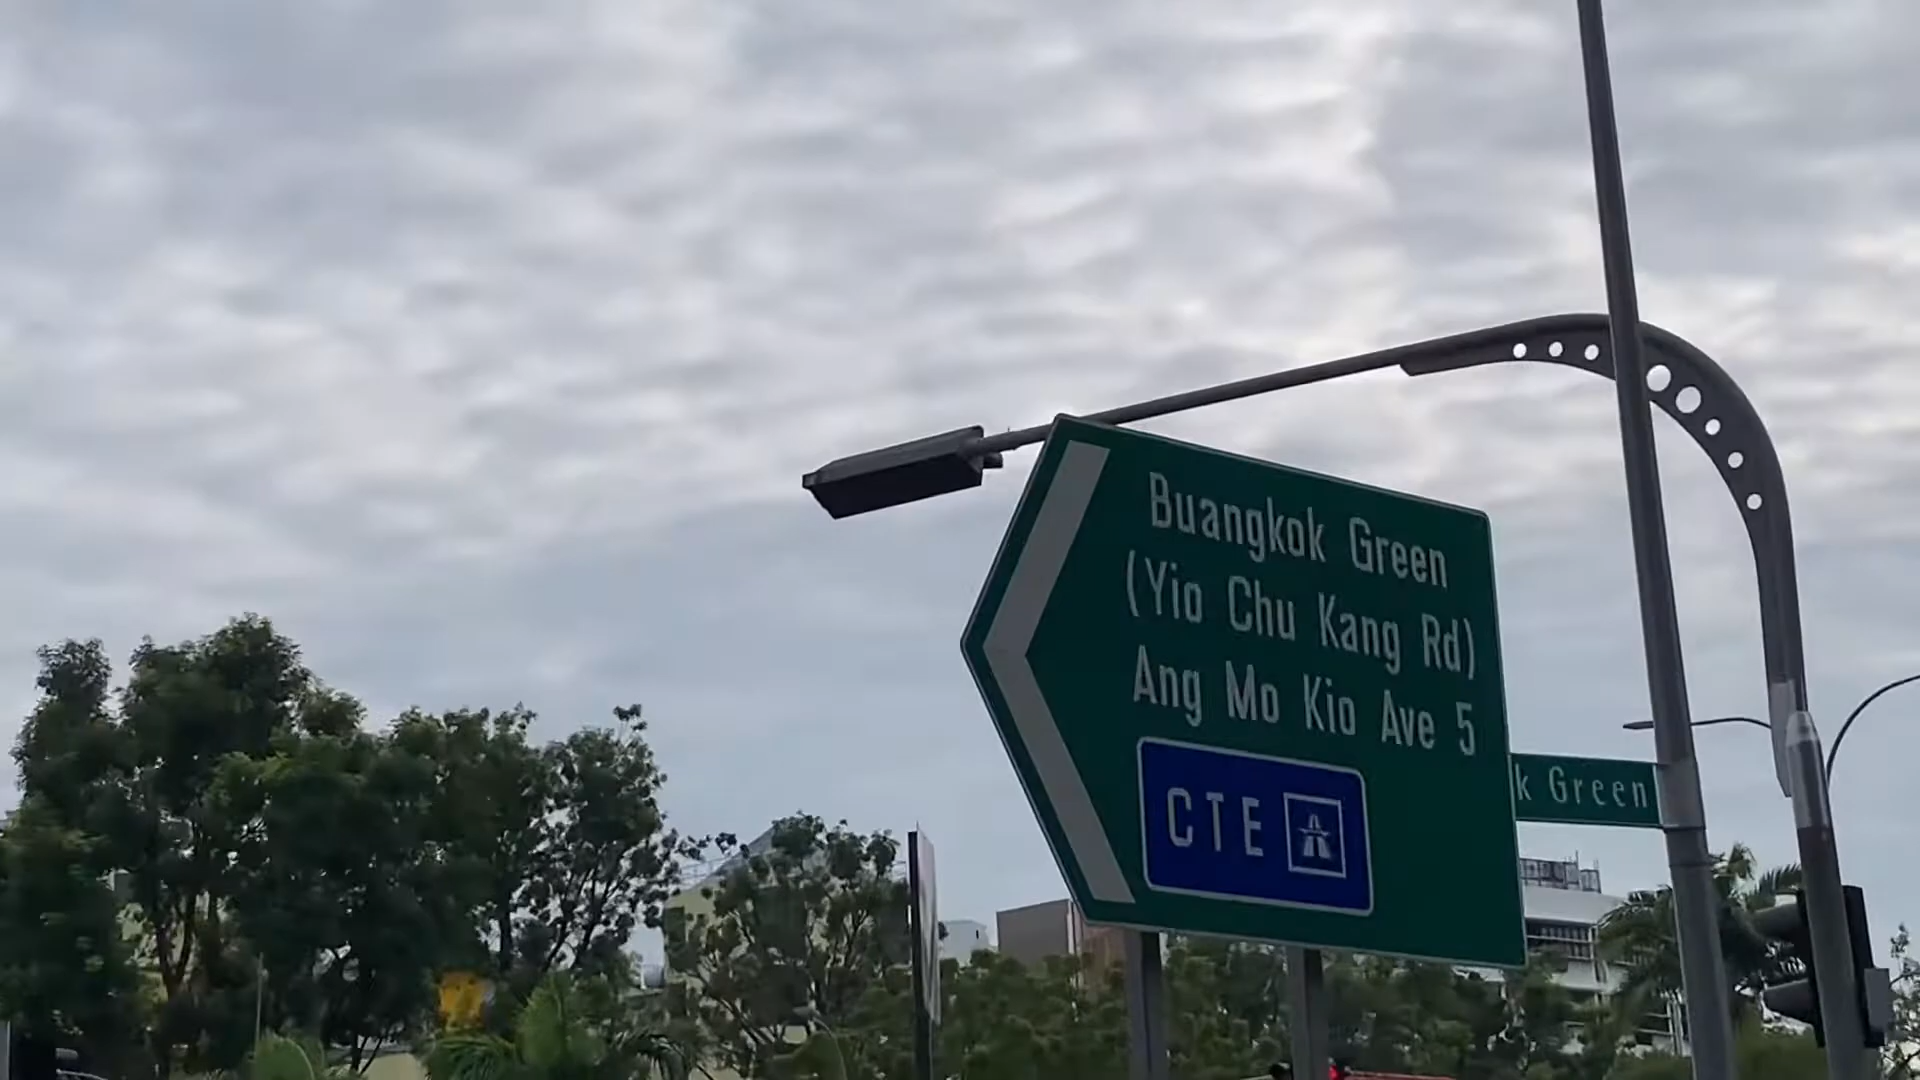 Buangkok Green
(Yio Chu Kang Rd)
Ang Mo Kio Ave 5
CTE
k Green